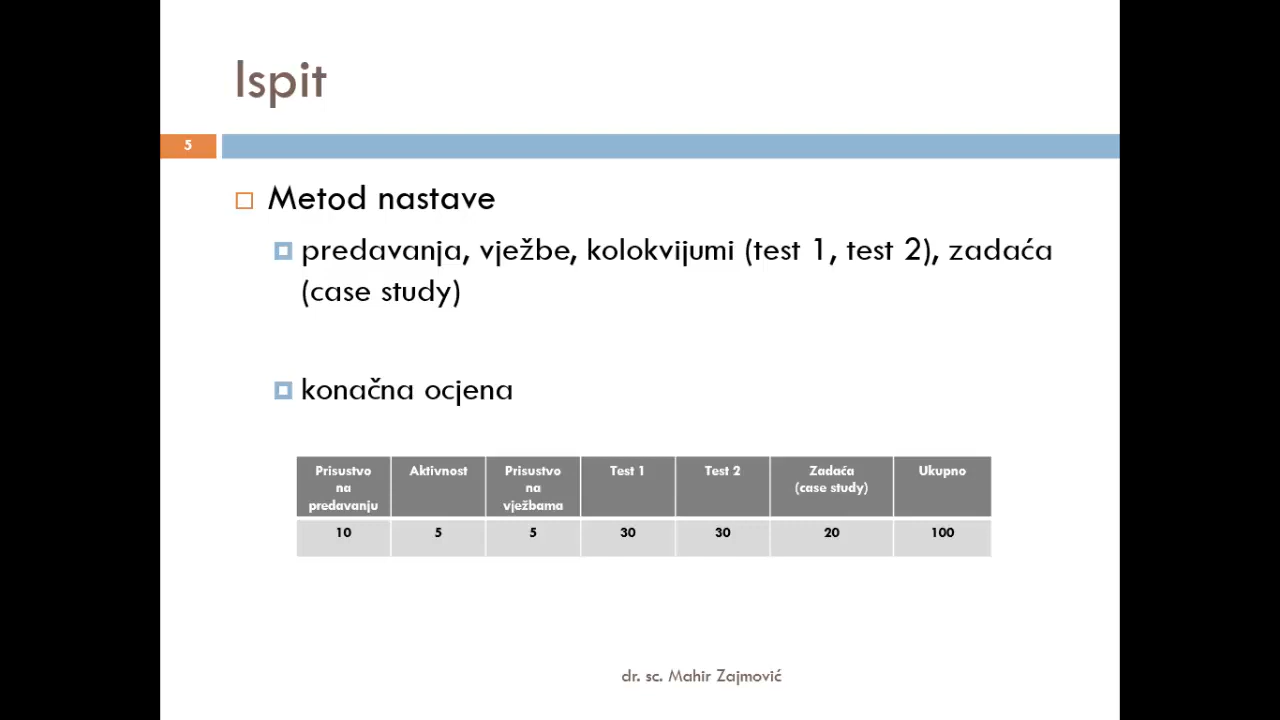 Ispit
5
Metod nastave
predavanja, vježbe, kolokvijumi (test 1, test 2), zadaća
(case study)
konačna ocjena
Prisustvo na predavanju Aktivnost Prisustvo na vježbama Test 1 Test 2 Zadaća (case study) Ukupno
10 5 5 30 30 20 100
dr. sc. Mahir Zajmović